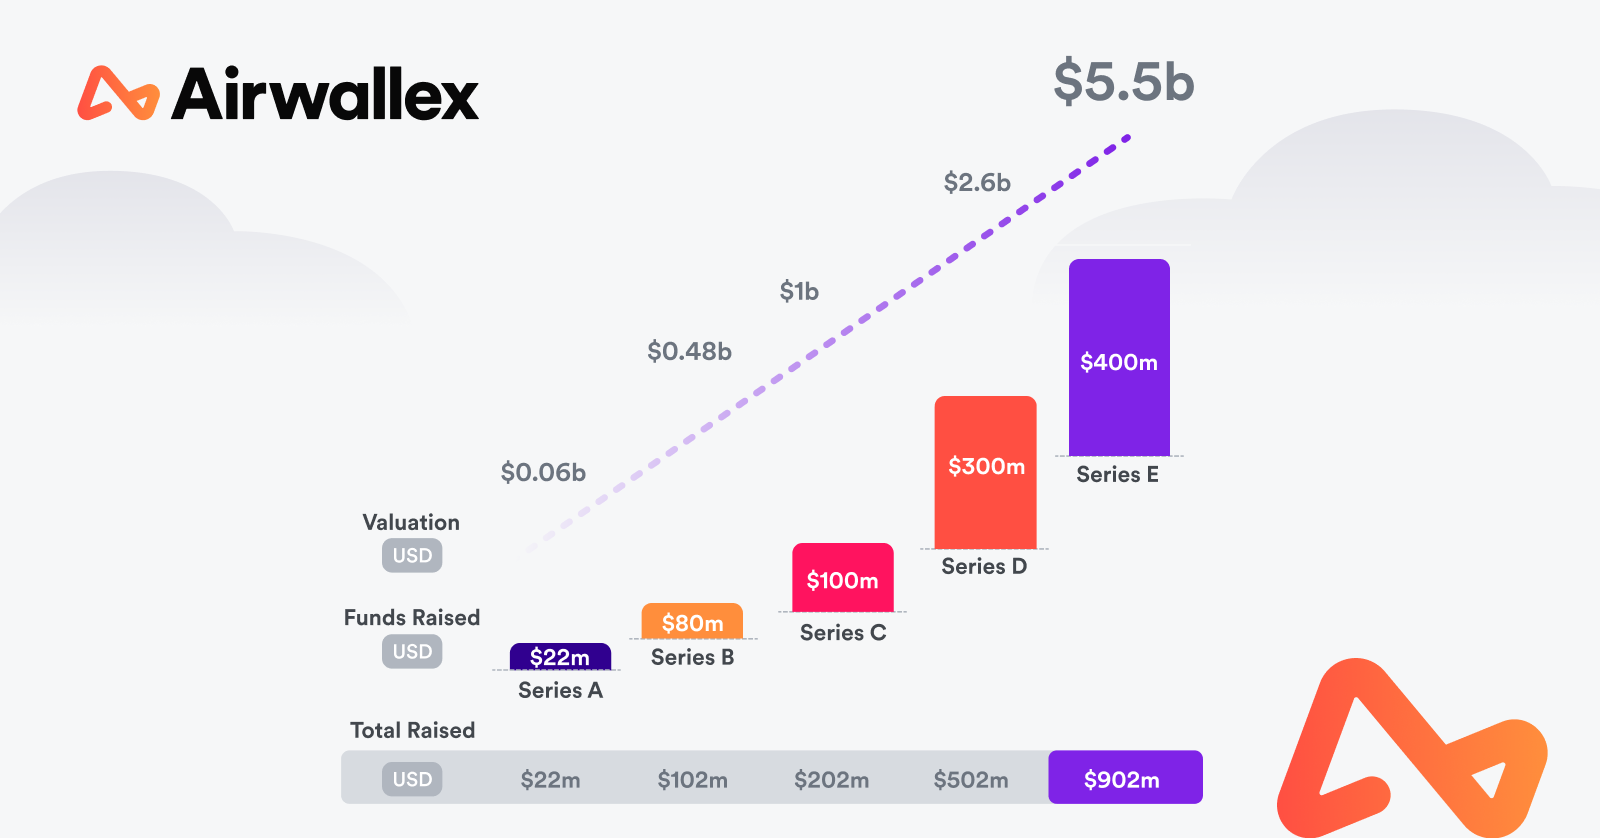 Airwallex
$5.5b
$2.6b
$1b
$0.48b
$0.06b
Valuation
USD
Funds Raised
USD
$22m
Series A
$80m
Series B
$100m
Series C
$300m
Series D
$400m
Series E
Total Raised
USD $22m $102m $202m $502m $902m